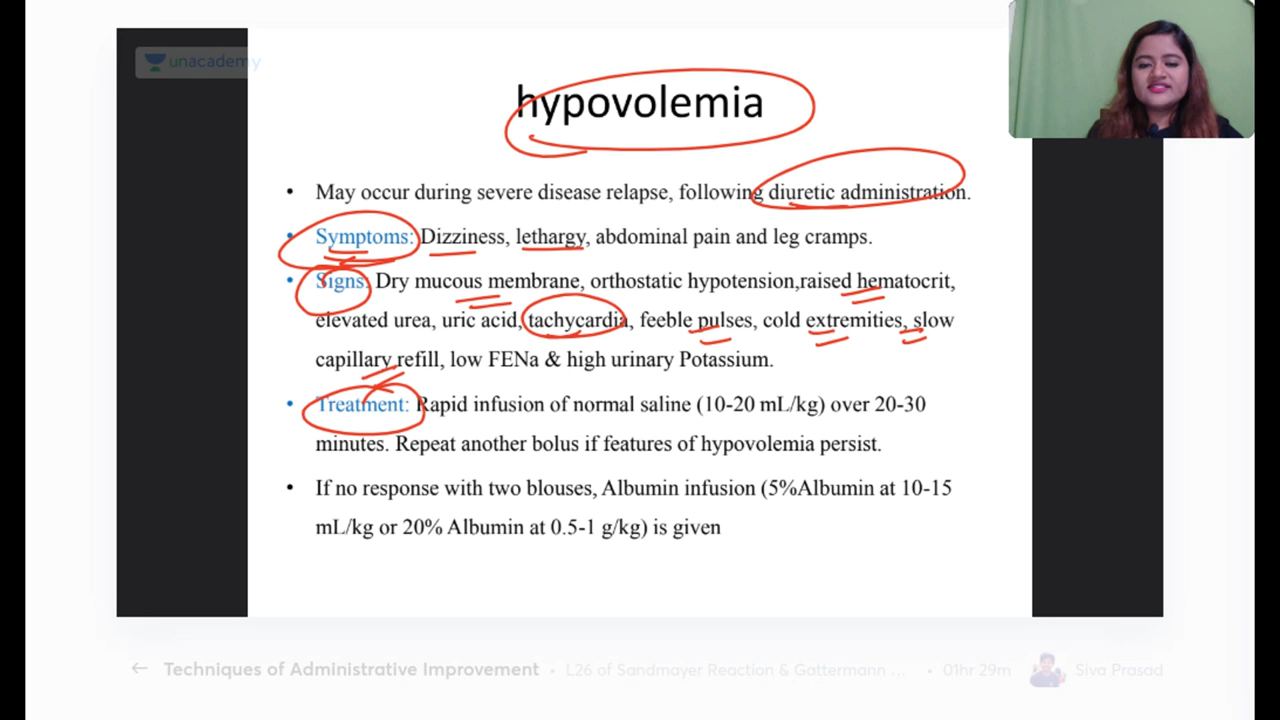 unacademy
hypovolemia
• May occur during severe disease relapse, following diuretic administration.
• Symptoms: Dizziness, lethargy, abdominal pain and leg cramps.
• Signs: Dry mucous membrane, orthostatic hypotension,raised hematocrit,
elevated urea, uric acid, tachycardia, feeble pulses, cold extremities, slow
capillary refill, low FENa & high urinary Potassium.
• Treatment: Rapid infusion of normal saline (10-20 mL/kg) over 20-30
minutes. Repeat another bolus if features of hypovolemia persist.
• If no response with two blouses, Albumin infusion (5%Albumin at 10-15
mL/kg or 20% Albumin at 0.5-1 g/kg) is given
← Techniques of Administrative Improvement • L26 of Sandmayer Reaction & Gattermann ... • 01hr 29m Siva Prasad